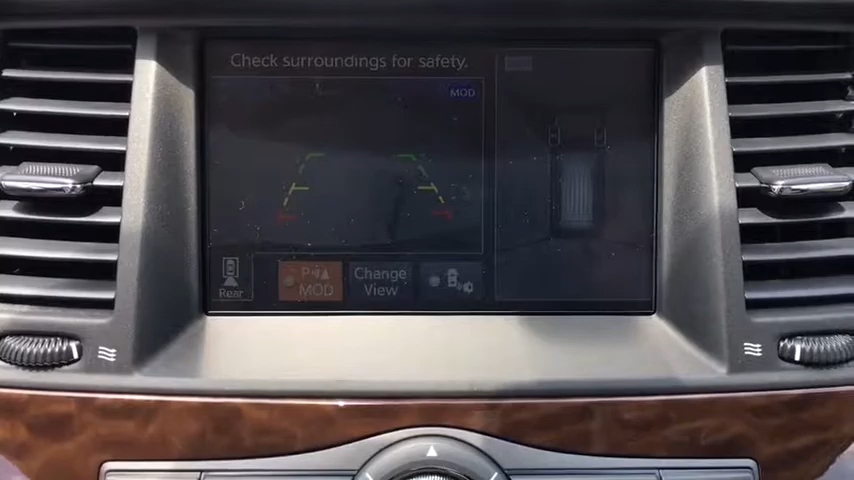 Check surroundings for safety.
MOD
Rear
P
MOD
Change
View